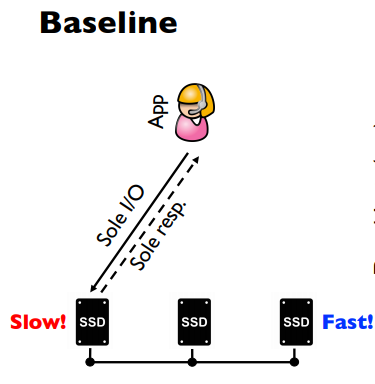 Baseline
App
Sole I/O
Sole resp.
Slow!
SSD
SSD
SSD
Fast!